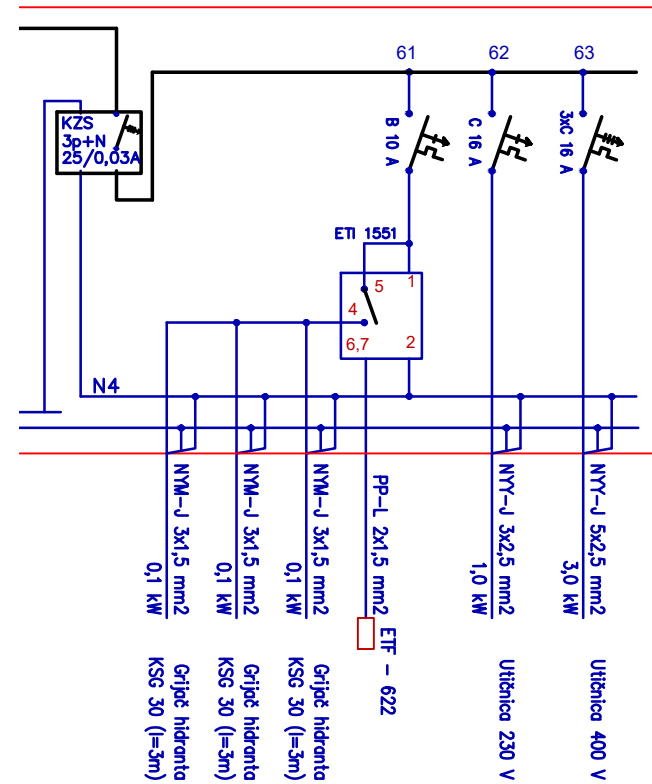 61
62
63
KZS
3p+N
25/0,03A
B 10 A
C 16 A
3xC 16 A
ETI 1551
5
1
4
6,7
2
N4
NYM-J 3x1,5 mm2
0,1 kW
Grijač hidranta
KSG 30 (l=3m)
NYM-J 3x1,5 mm2
0,1 kW
Grijač hidranta
KSG 30 (l=3m)
NYM-J 3x1,5 mm2
0,1 kW
Grijač hidranta
KSG 30 (l=3m)
PP-L 2x1,5 mm2
ETF - 622
NYY-J 3x2,5 mm2
1,0 kW
Utičnica 230 V
NYY-J 5x2,5 mm2
3,0 kW
Utičnica 400 V